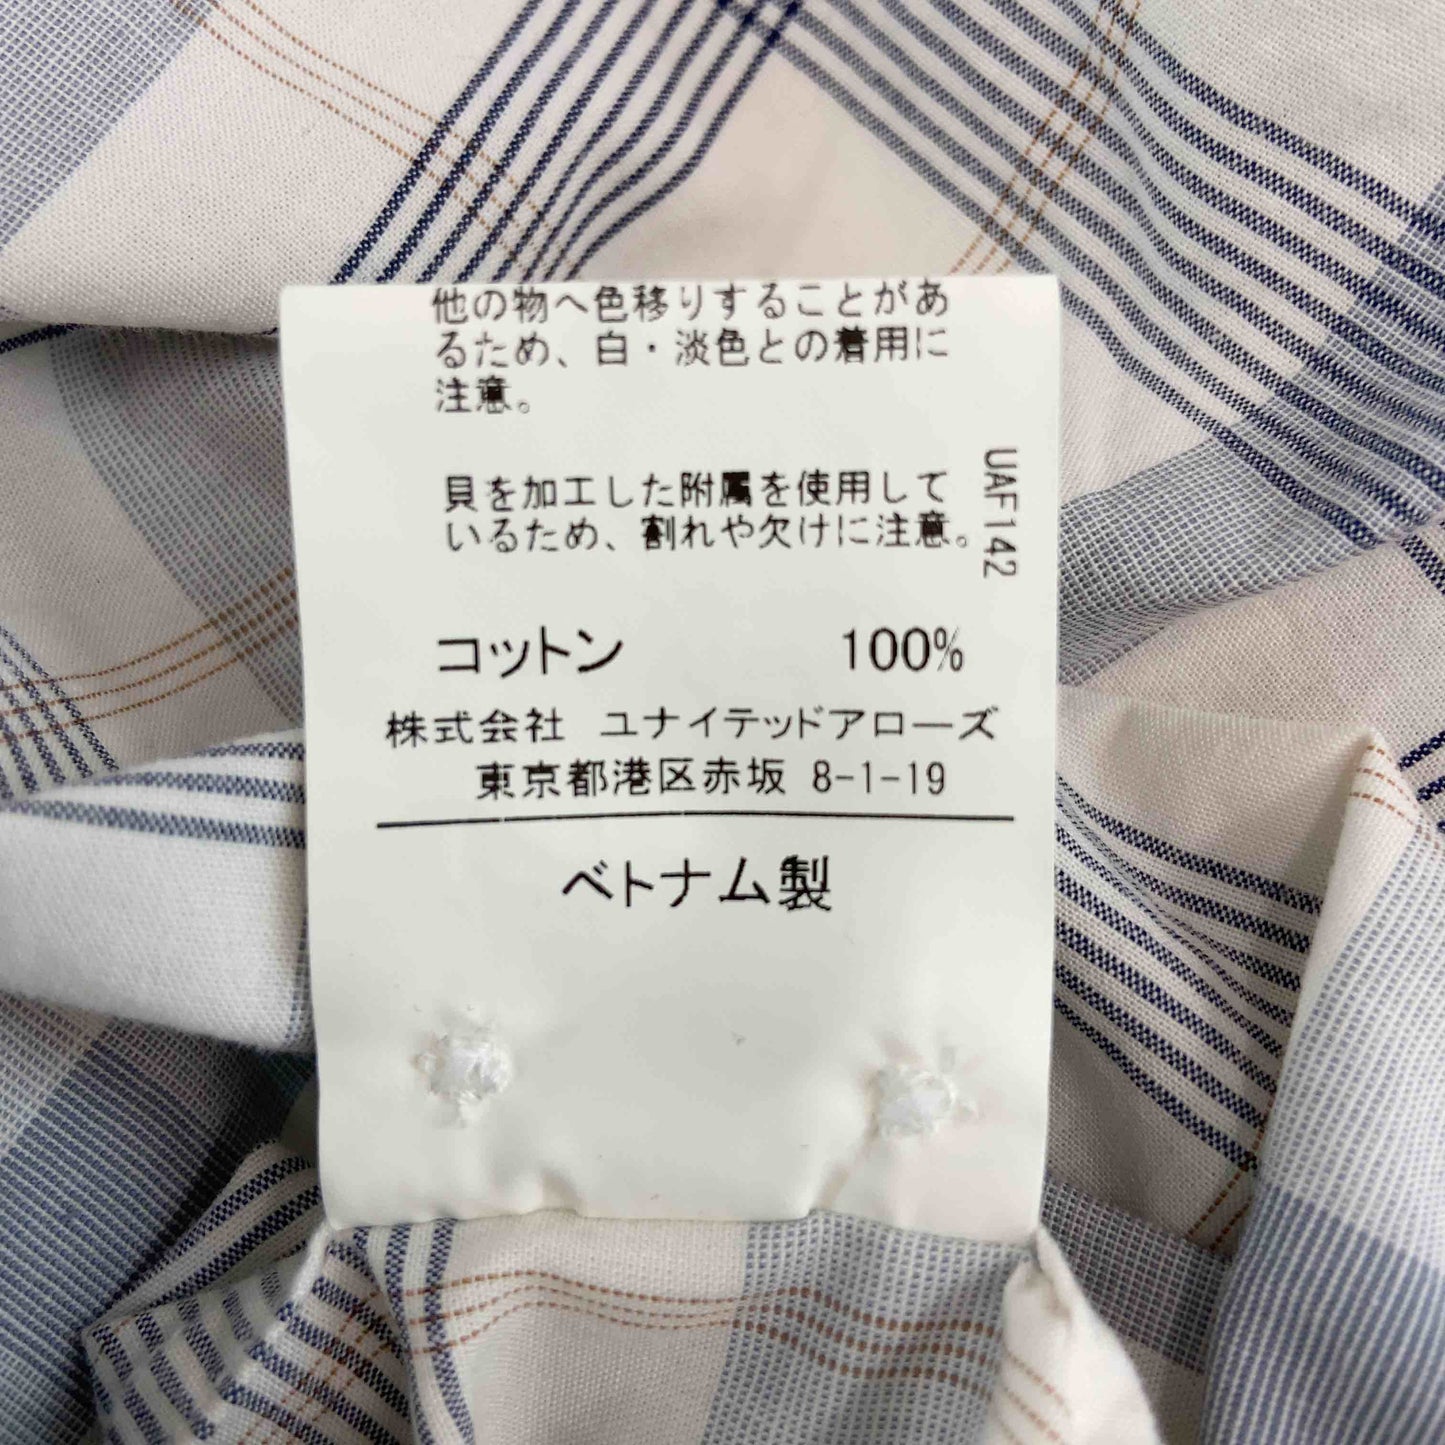 他の物へ色移りすることがあ
るため、白・淡色との着用に
注意。
貝を加工した附属を使用して
いるため、割れや欠けに注意。
UAF142
コットン 100%
株式会社 ユナイテッドアローズ
東京都港区赤坂 8-1-19
ベトナム製